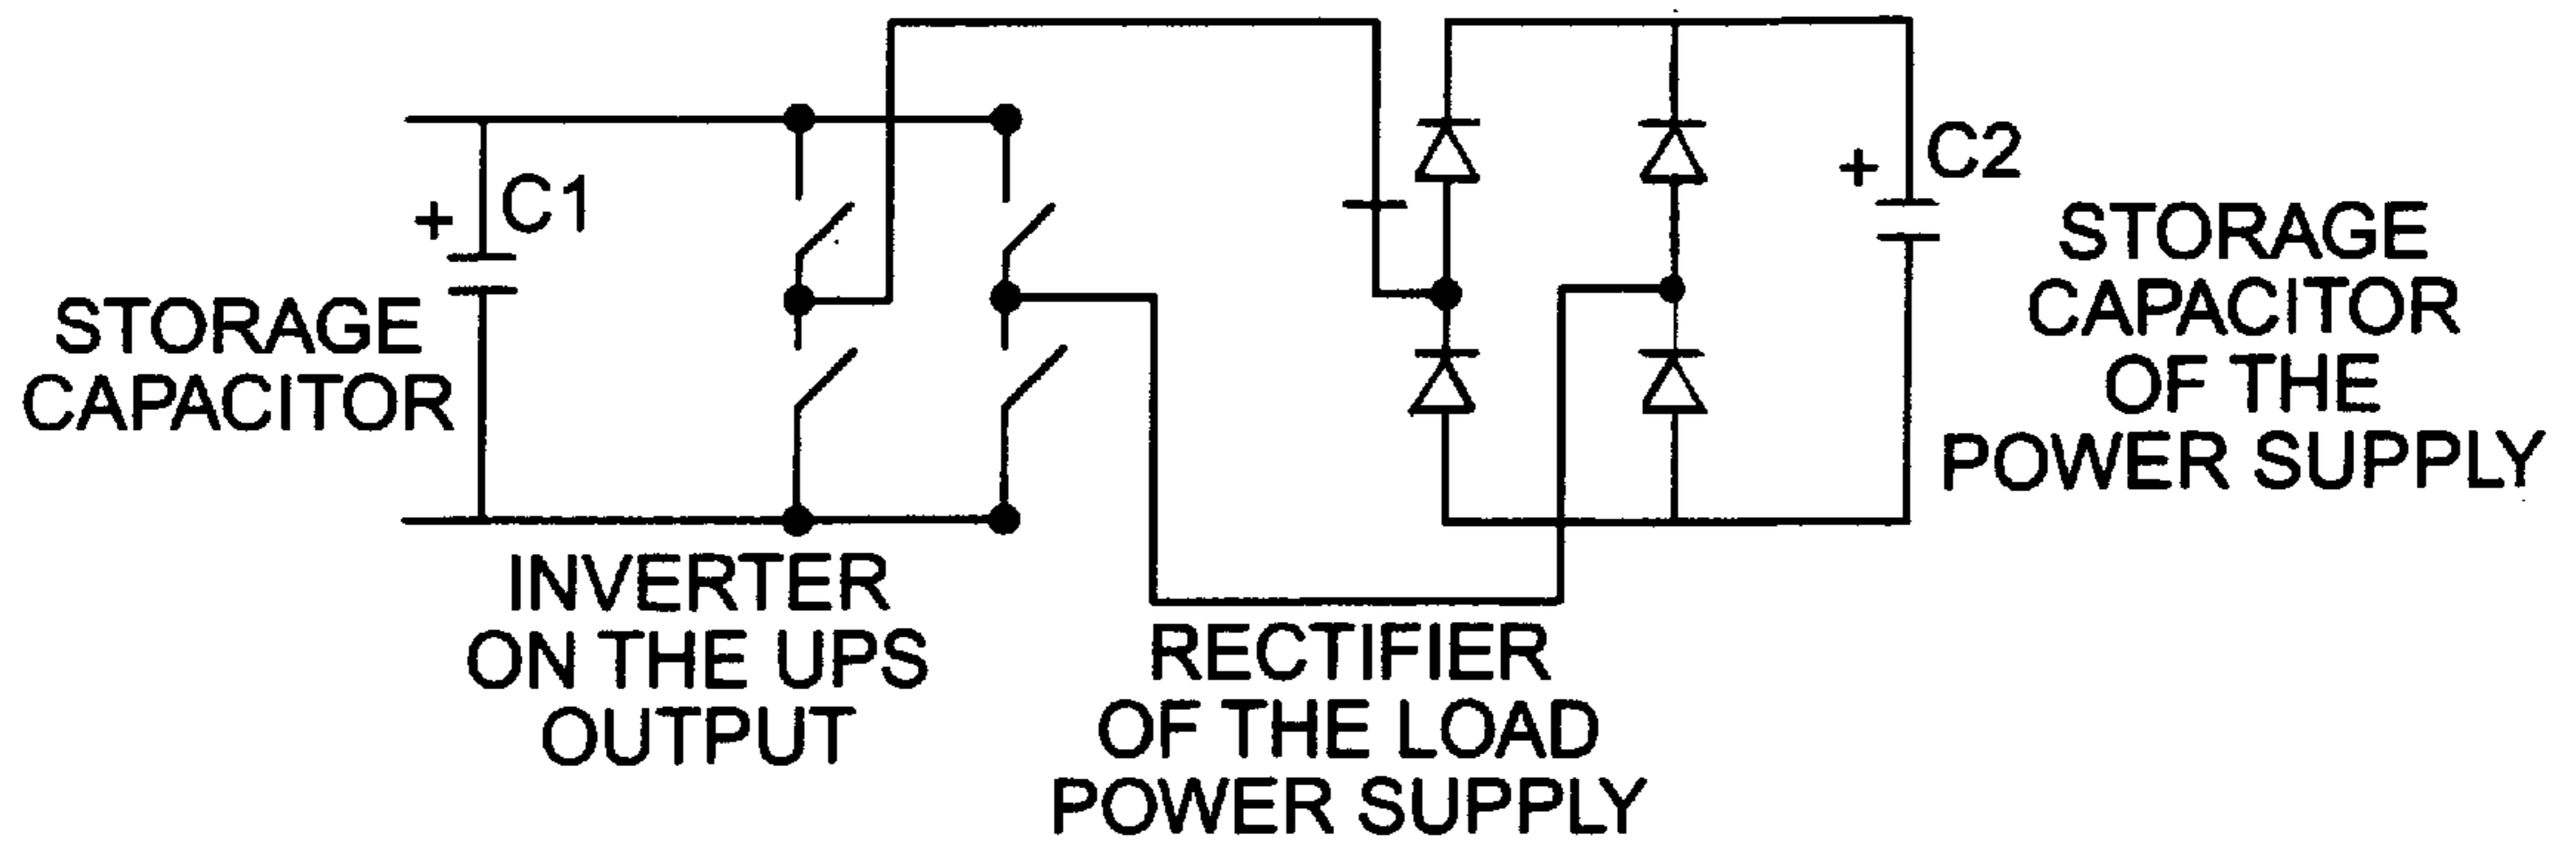 + C1
STORAGE
CAPACITOR
INVERTER
ON THE UPS
OUTPUT
RECTIFIER
OF THE LOAD
POWER SUPPLY
+ C2
STORAGE
CAPACITOR
OF THE
POWER SUPPLY